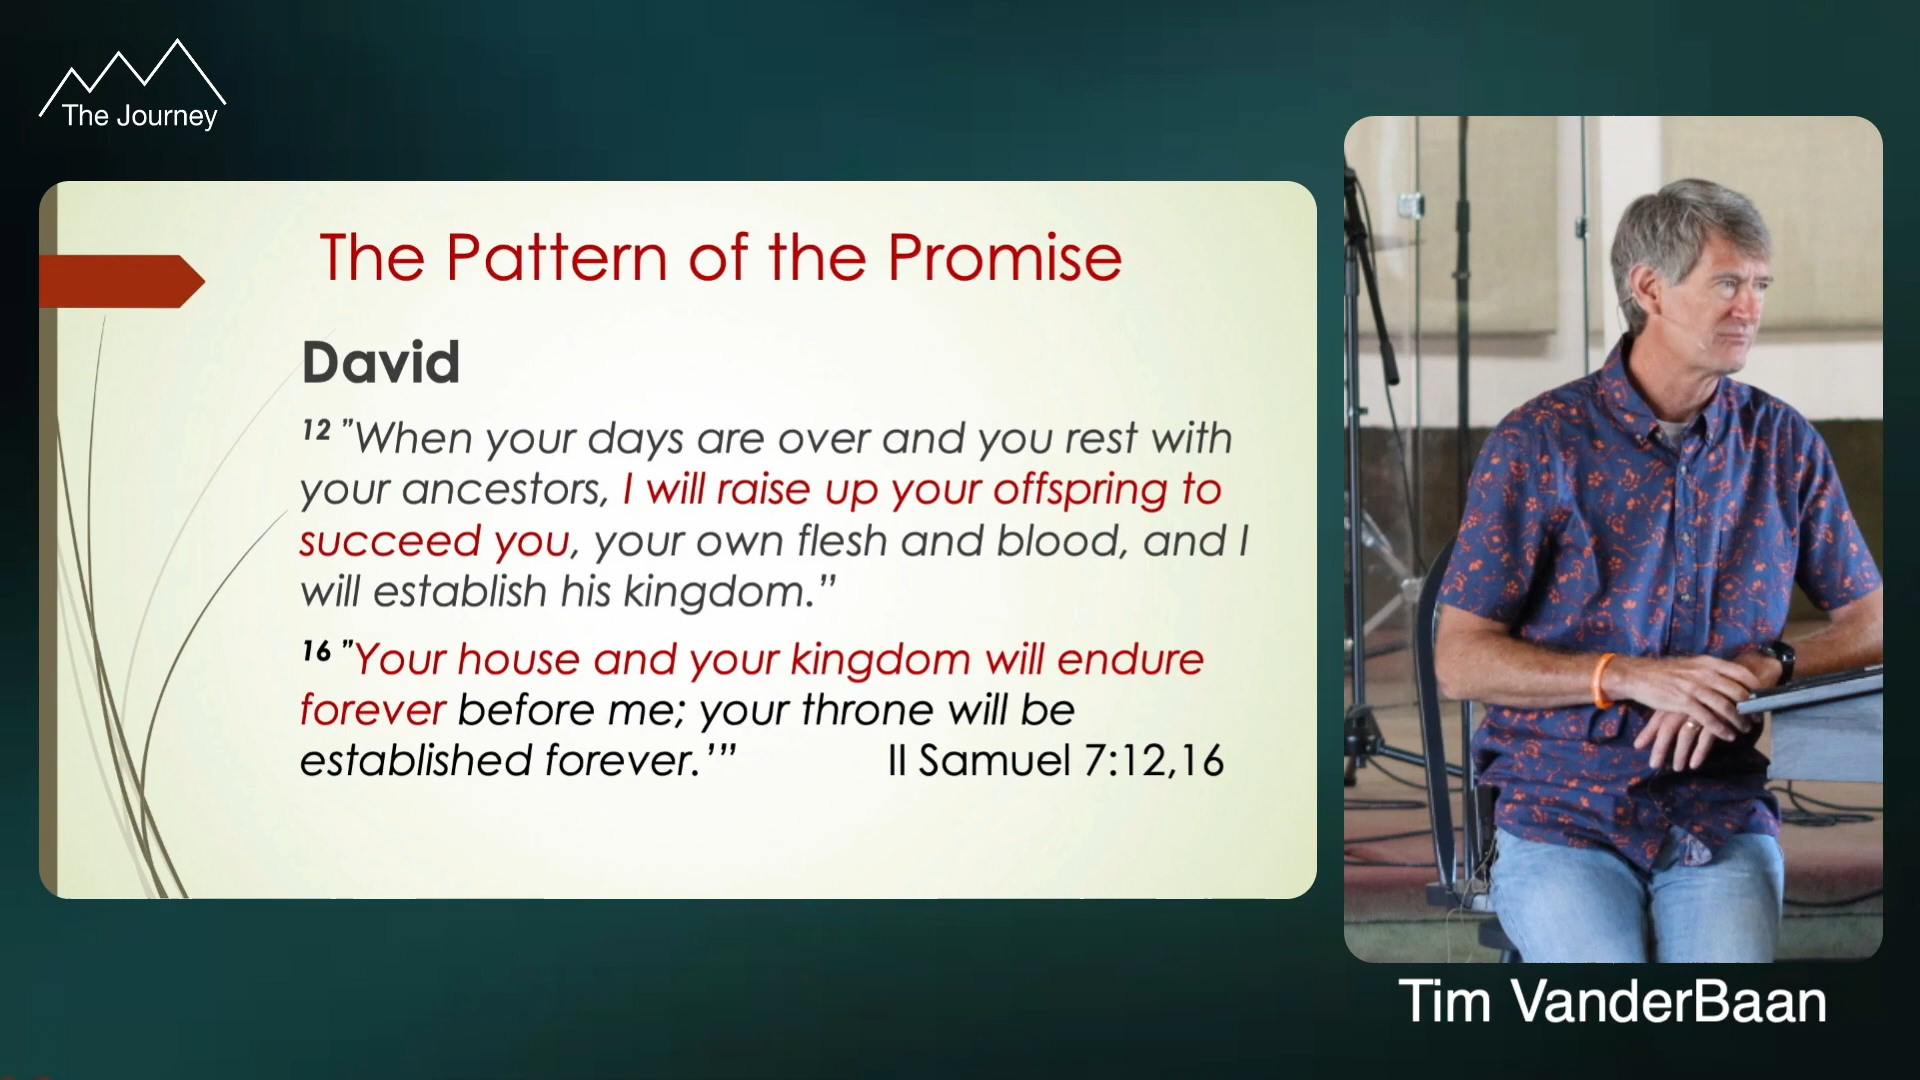 The Journey
The Pattern of the Promise
David
12 "When your days are over and you rest with
your ancestors, I will raise up your offspring to
succeed you, your own flesh and blood, and I
will establish his kingdom.”
16 "Your house and your kingdom will endure
forever before me; your throne will be
established forever.’” II Samuel 7:12,16
Tim VanderBaan